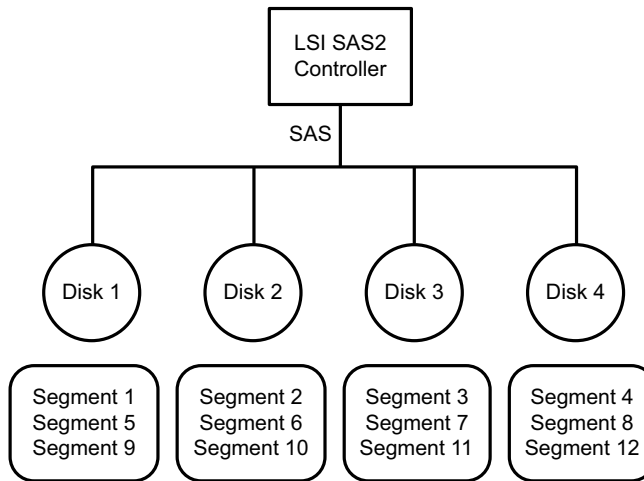 LSI SAS2
Controller
SAS
Disk 1
Disk 2
Disk 3
Disk 4
Segment 1
Segment 5
Segment 9
Segment 2
Segment 6
Segment 10
Segment 3
Segment 7
Segment 11
Segment 4
Segment 8
Segment 12